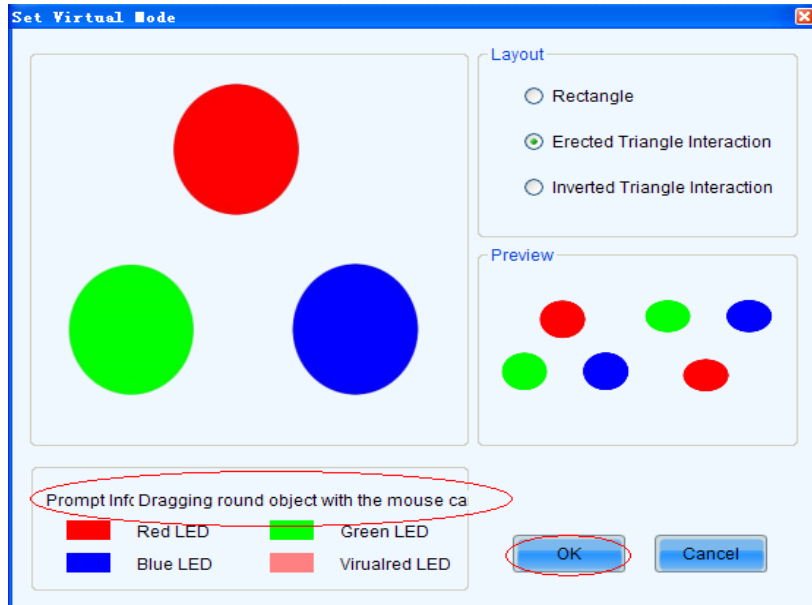 Set Virtual Mode
Layout
Rectangle
Erected Triangle Interaction
Inverted Triangle Interaction
Preview
Prompt Info Dragging round object with the mouse ca
Red LED
Green LED
Blue LED
Virualred LED
OK
Cancel